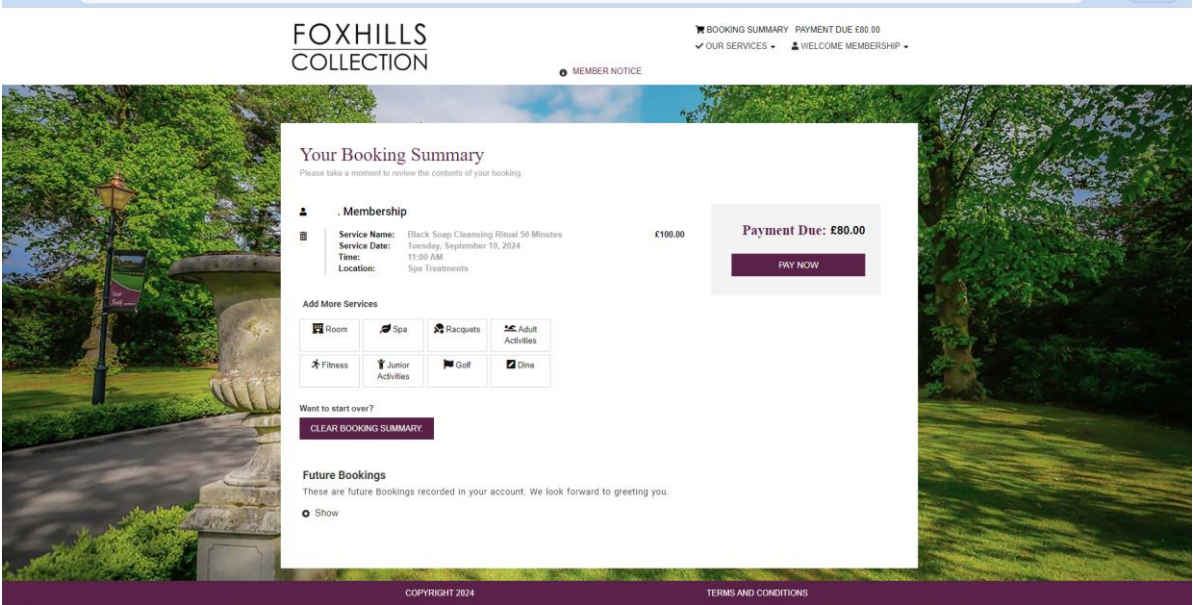 FOXHILLS
COLLECTION
BOOKING SUMMARY PAYMENT DUE £80.00
OUR SERVICES WELCOME MEMBERSHIP
MEMBER NOTICE
Your Booking Summary
Please take a moment to review the contents of your booking.
. Membership
Service Name: Black Soap Cleansing Ritual 50 Minutes £100.00
Service Date: Tuesday, September 10, 2024
Time: 11:00 AM
Location: Spa Treatments
Payment Due: £80.00
PAY NOW
Add More Services
Room Spa Racquets Adult
Activities
Fitness Junior Golf Dine
Activities
Want to start over?
CLEAR BOOKING SUMMARY.
Future Bookings
These are future Bookings recorded in your account. We look forward to greeting you.
Show
COPYRIGHT 2024 TERMS AND CONDITIONS